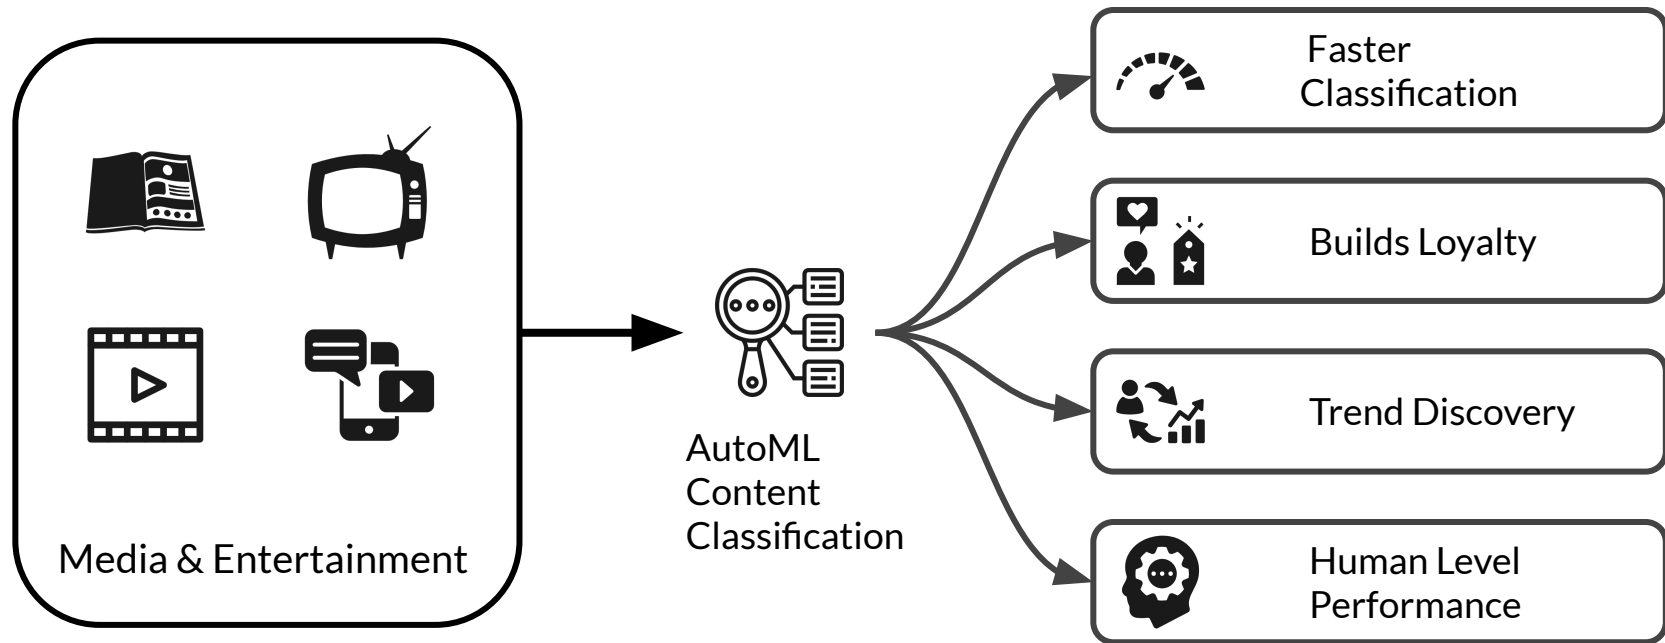 Media & Entertainment
AutoML
Content
Classification
Faster
Classification
Builds Loyalty
Trend Discovery
Human Level
Performance